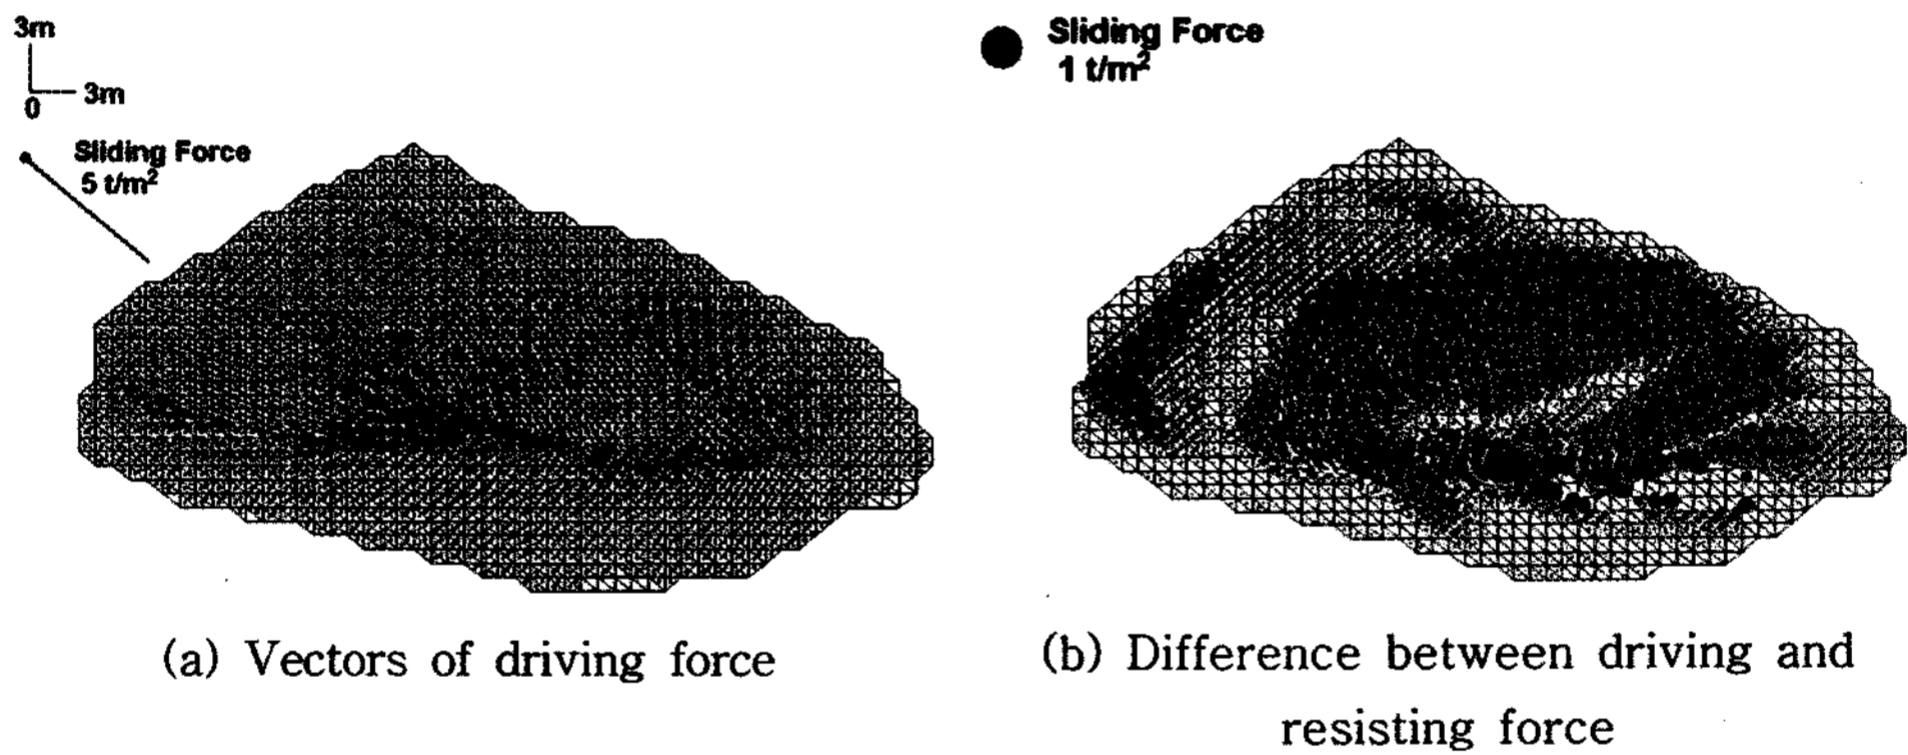 3m
0
3m
Sliding Force
5 t/m²
Sliding Force
1 t/m²
(a) Vectors of driving force
(b) Difference between driving and
resisting force